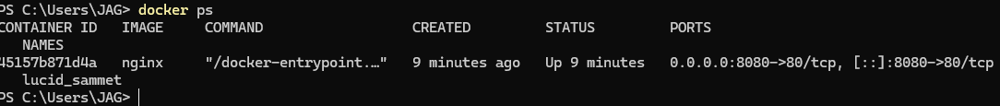 PS C:\Users\JAG> docker ps
CONTAINER ID   IMAGE     COMMAND                  CREATED         STATUS         PORTS
   NAMES
45157b871d4a   nginx     "/docker-entrypoint.…"   9 minutes ago   Up 9 minutes   0.0.0.0:8080->80/tcp, [::]:8080->80/tcp
   lucid_sammet
PS C:\Users\JAG>